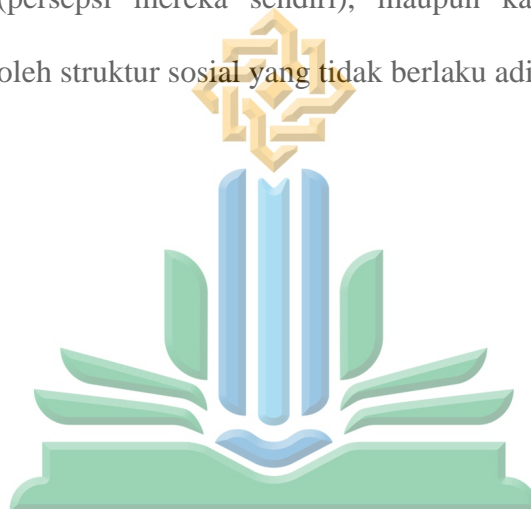 (persepsi mereka sendiri), maupun ka
oleh struktur sosial yang tidak berlaku adi